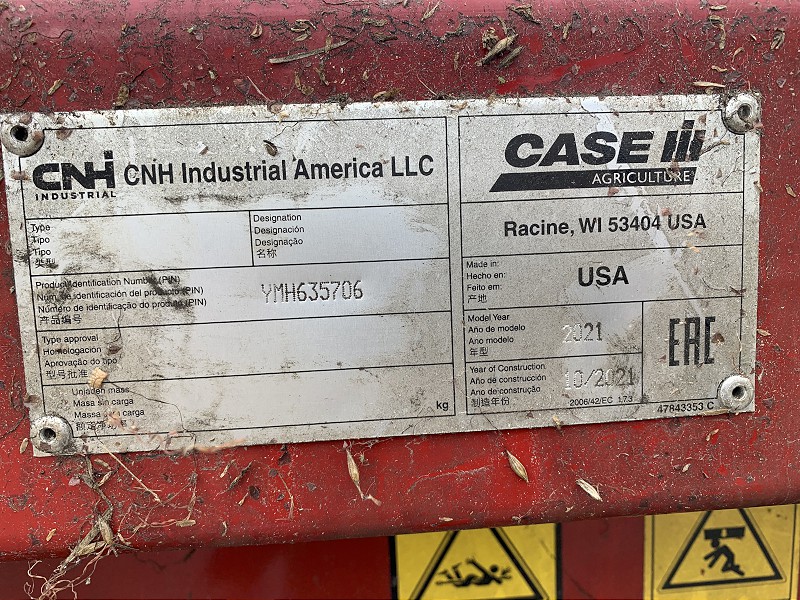 CNH
INDUSTRIAL
CNH Industrial America LLC
Type
Tipo
Tipo
类型
Designation
Designación
Designação
名称
Product Identification Number (PIN)
Num. de identificación del producto (PIN)
Número de identificação do produto (PIN)
产品编号
YMH635706
Type approval
Homologación
Aprovação do tipo
型号批准
Unladen mass
Masa sin carga
Massa sin carga
kg
CASE IH
AGRICULTURE
Racine, WI 53404 USA
Made in:
Hecho en:
Feito em:
产地
USA
Model Year
Año de modelo
Ano modelo
年型
2021
Year of Construction
Año de construcción
Ano de construção
制造年份
10/2021
2006/42/EC 1.7.3
EAC
47843353 C